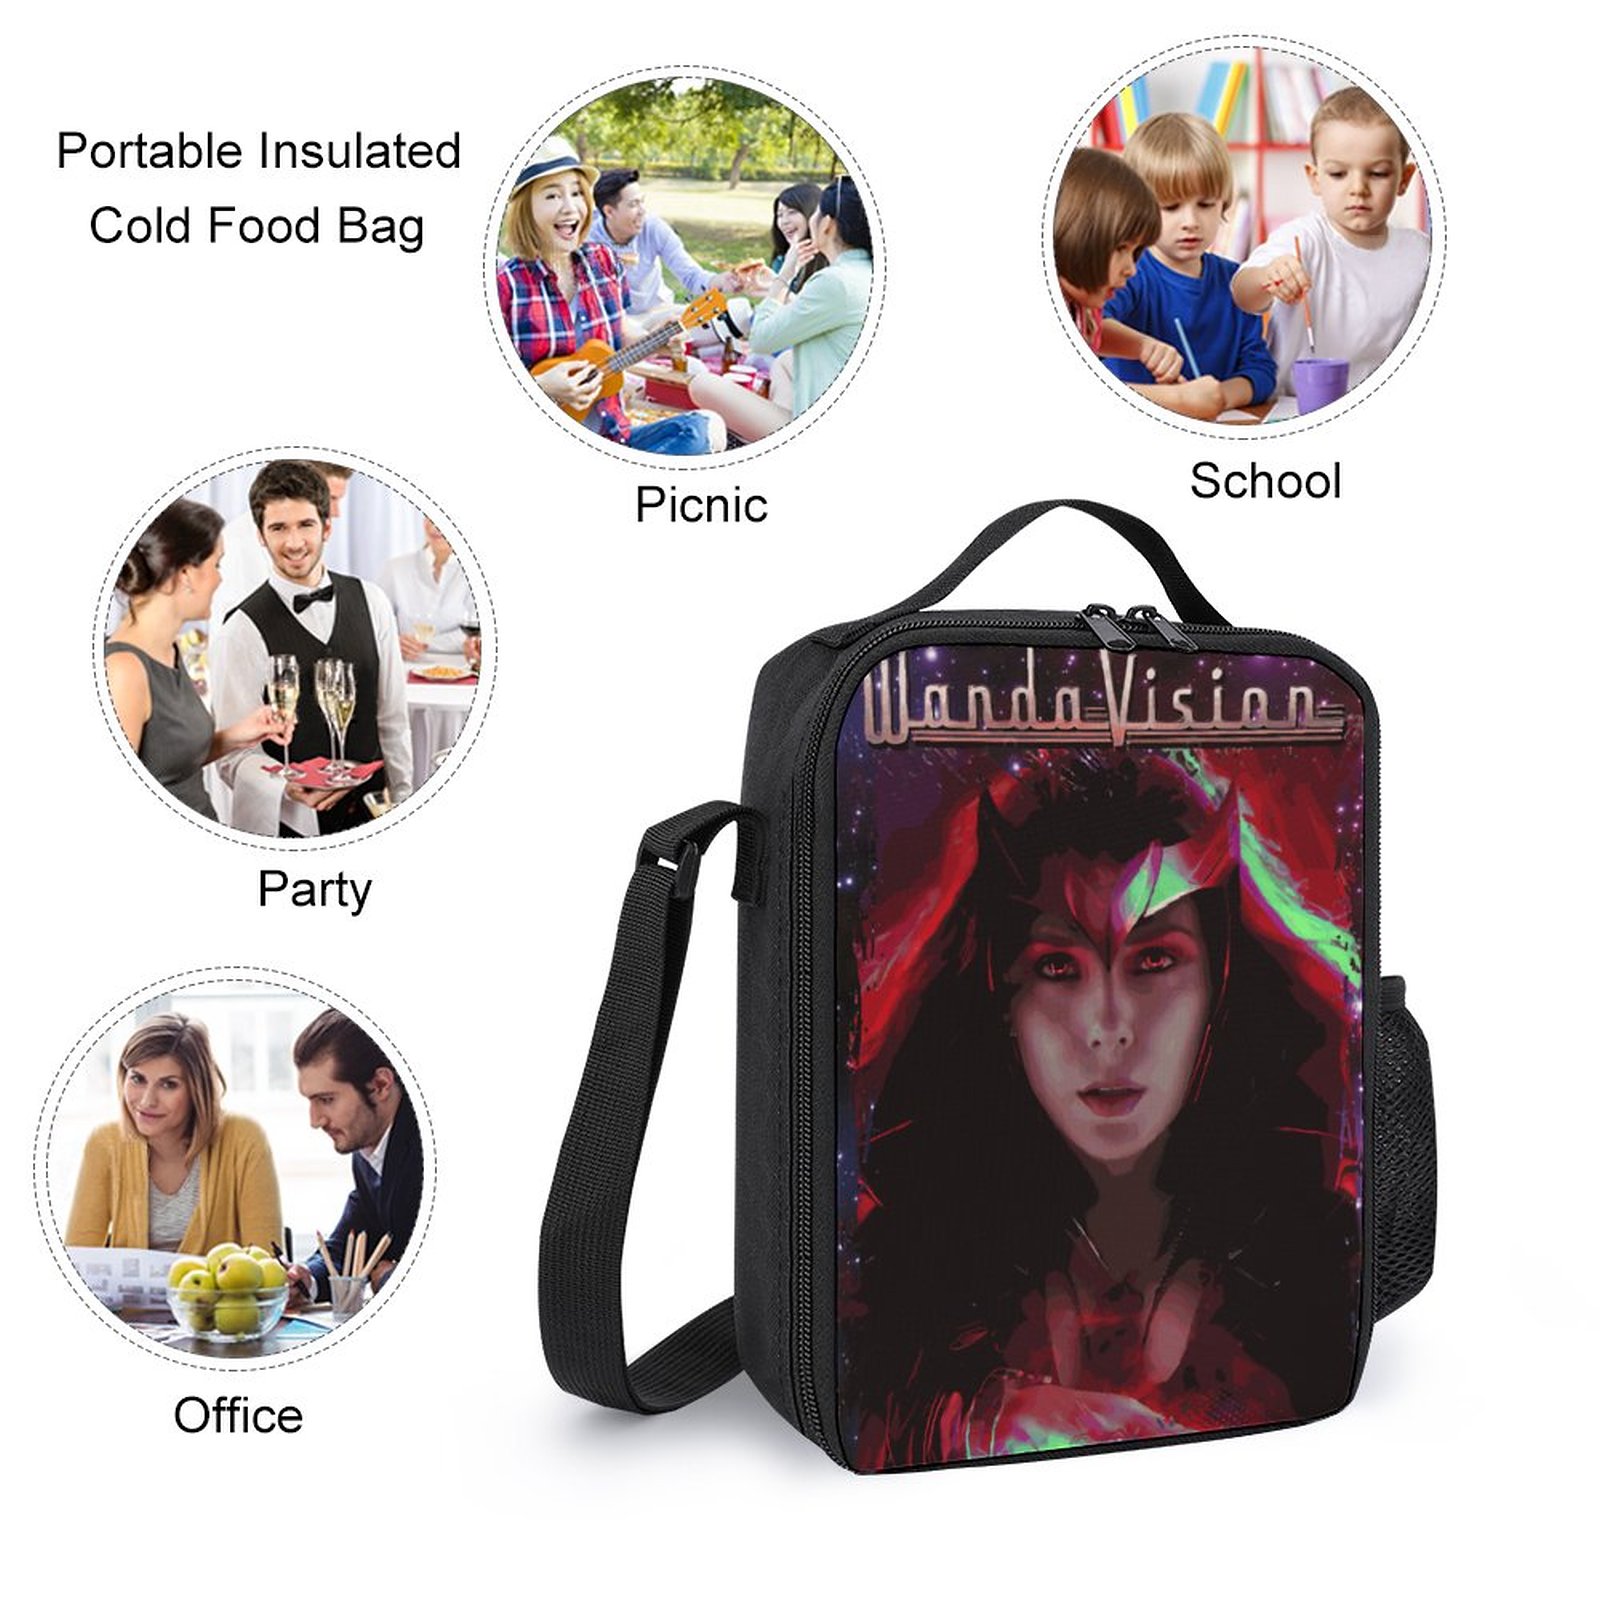 Portable Insulated
Cold Food Bag
Picnic
School
Party
Office
WandaVision